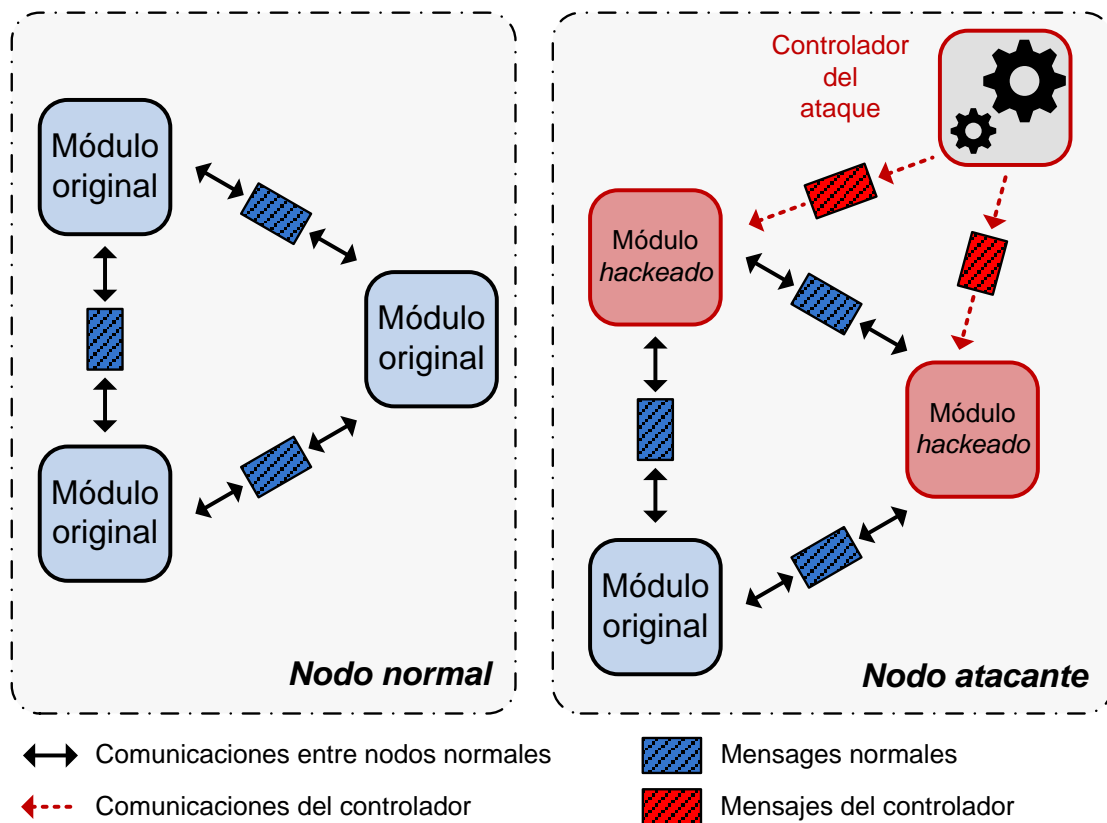 Módulo
original
Módulo
original
Módulo
original
Nodo normal
Controlador
del
ataque
Módulo
hackeado
Módulo
hackeado
Módulo
original
Nodo atacante
Comunicaciones entre nodos normales
Mensages normales
Comunicaciones del controlador
Mensajes del controlador